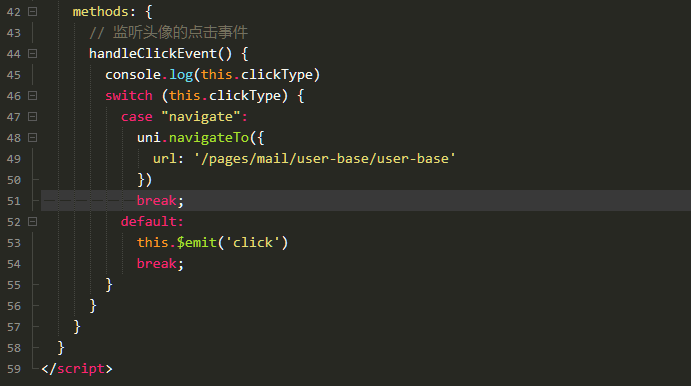 42 methods: {
43 // 监听头像的点击事件
44 handleClickEvent() {
45 console.log(this.clickType)
46 switch (this.clickType) {
47 case "navigate":
48 uni.navigateTo({
49 url: '/pages/mail/user-base/user-base'
50 })
51 break;
52 default:
53 this.$emit('click')
54 break;
55 }
56 }
57 }
58 }
59 </script>